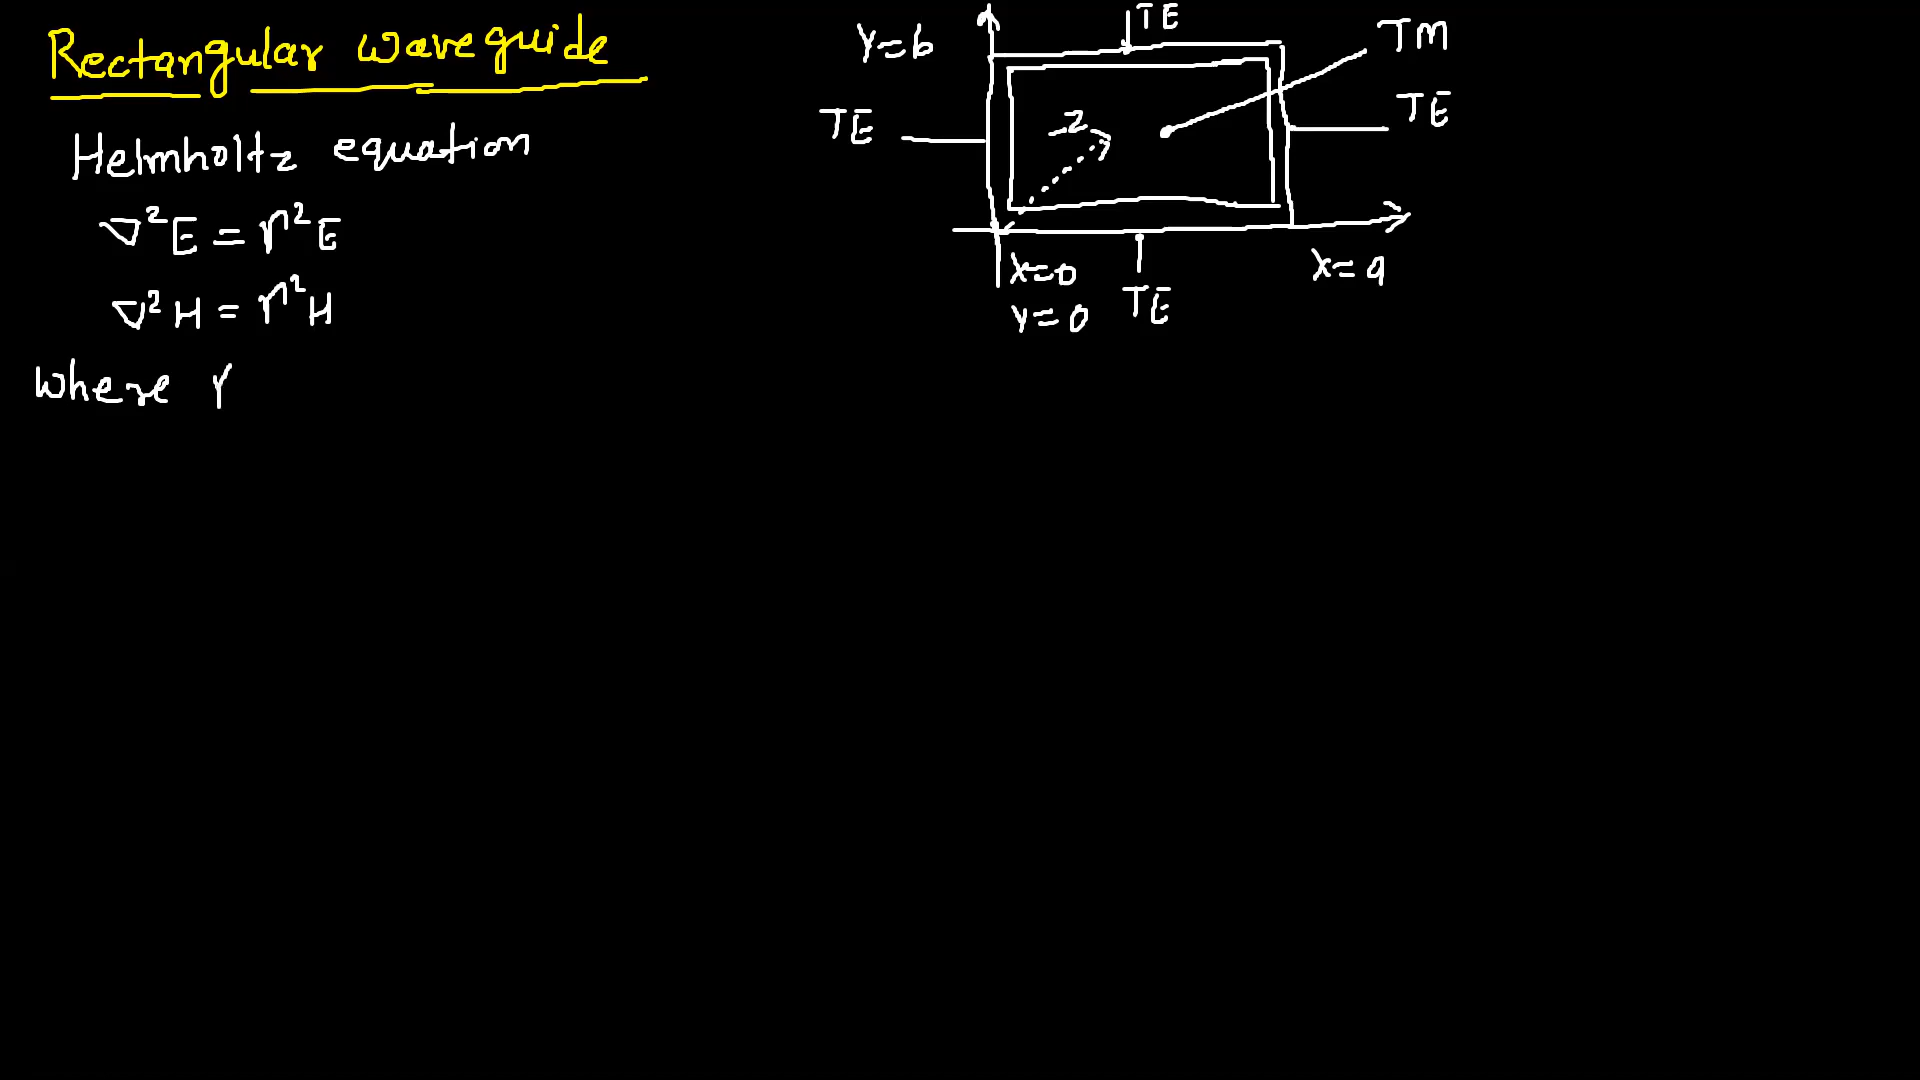 Rectangular waveguide
Helmholtz equation
∇²E = γ²E
∇²H = γ²H
where γ
Y=b
TE
TM
TE
TE
-z
X=0
Y=0
TE
X=a